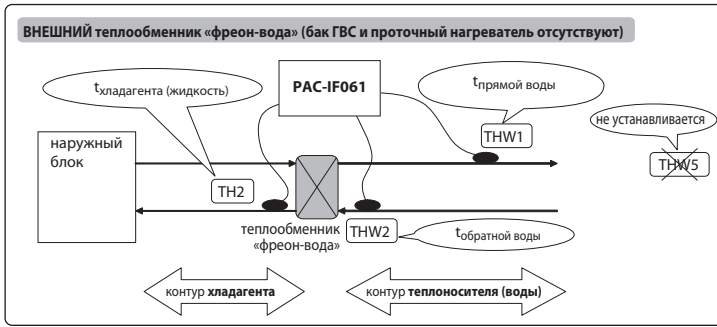 ВНЕШНИЙ теплообменник «фреон-вода» (бак ГВС и проточный нагреватель отсутствуют)
tхладагента (жидкость)
PAC-IF061
tпрямой воды
THW1
не устанавливается
THW5
наружный
блок
TH2
теплообменник
«фреон-вода»
THW2
tобратной воды
контур хладагента
контур теплоносителя (воды)